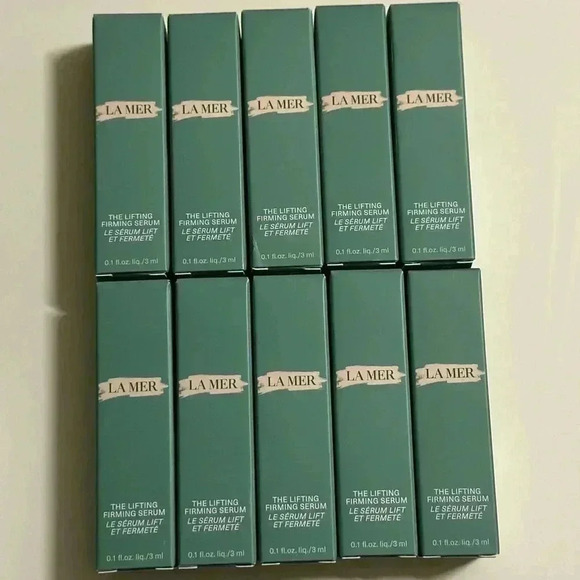 LA MER
THE LIFTING
FIRMING SERUM
LE SÉRUM LIFT
ET FERMETÉ
0.1 fl.oz. liq./3 ml
LA MER
THE LIFTING
FIRMING SERUM
LE SÉRUM LIFT
ET FERMETÉ
0.1 fl.oz. liq./3 ml
LA MER
THE LIFTING
FIRMING SERUM
LE SÉRUM LIFT
ET FERMETÉ
0.1 fl.oz. liq./3 ml
LA MER
THE LIFTING
FIRMING SERUM
LE SÉRUM LIFT
ET FERMETÉ
0.1 fl.oz. liq./3 ml
LA MER
THE LIFTING
FIRMING SERUM
LE SÉRUM LIFT
ET FERMETÉ
0.1 fl.oz. liq./3 ml
LA MER
THE LIFTING
FIRMING SERUM
LE SÉRUM LIFT
ET FERMETÉ
0.1 fl.oz. liq./3 ml
LA MER
THE LIFTING
FIRMING SERUM
LE SÉRUM LIFT
ET FERMETÉ
0.1 fl.oz. liq./3 ml
LA MER
THE LIFTING
FIRMING SERUM
LE SÉRUM LIFT
ET FERMETÉ
0.1 fl.oz. liq./3 ml
LA MER
THE LIFTING
FIRMING SERUM
LE SÉRUM LIFT
ET FERMETÉ
0.1 fl.oz. liq./3 ml
LA MER
THE LIFTING
FIRMING SERUM
LE SÉRUM LIFT
ET FERMETÉ
0.1 fl.oz. liq./3 ml